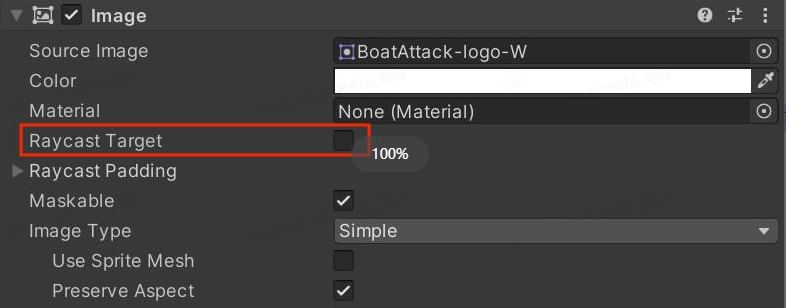 Image
Source Image
BoatAttack-logo-W
Color
Material
None (Material)
Raycast Target
100%
Raycast Padding
Maskable
Image Type
Simple
Use Sprite Mesh
Preserve Aspect